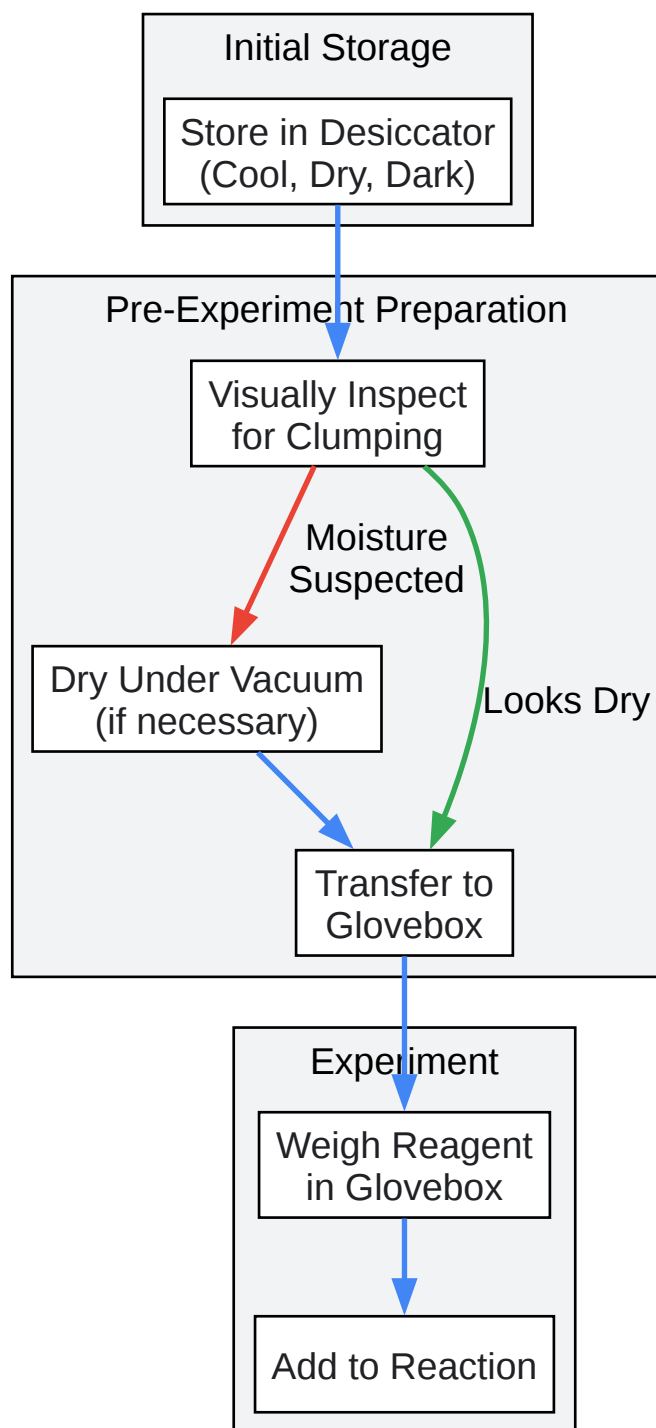 Initial Storage
Store in Desiccator
(Cool, Dry, Dark)
Pre-Experiment Preparation
Visually Inspect
for Clumping
Moisture
Suspected
Dry Under Vacuum
(if necessary)
Looks Dry
Transfer to
Glovebox
Experiment
Weigh Reagent
in Glovebox
Add to Reaction